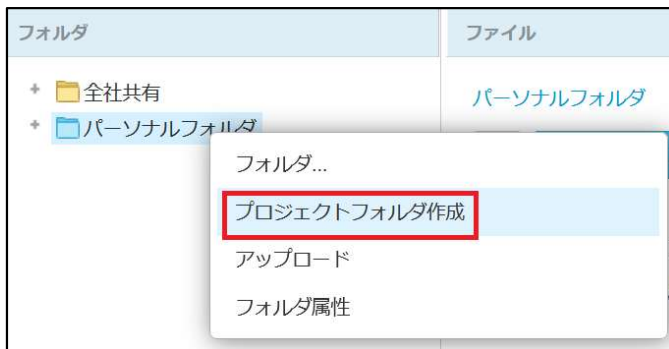 フォルダ
ファイル
全社共有
パーソナルフォルダ
パーソナルフォルダ
フォルダ...
プロジェクトフォルダ作成
アップロード
フォルダ属性